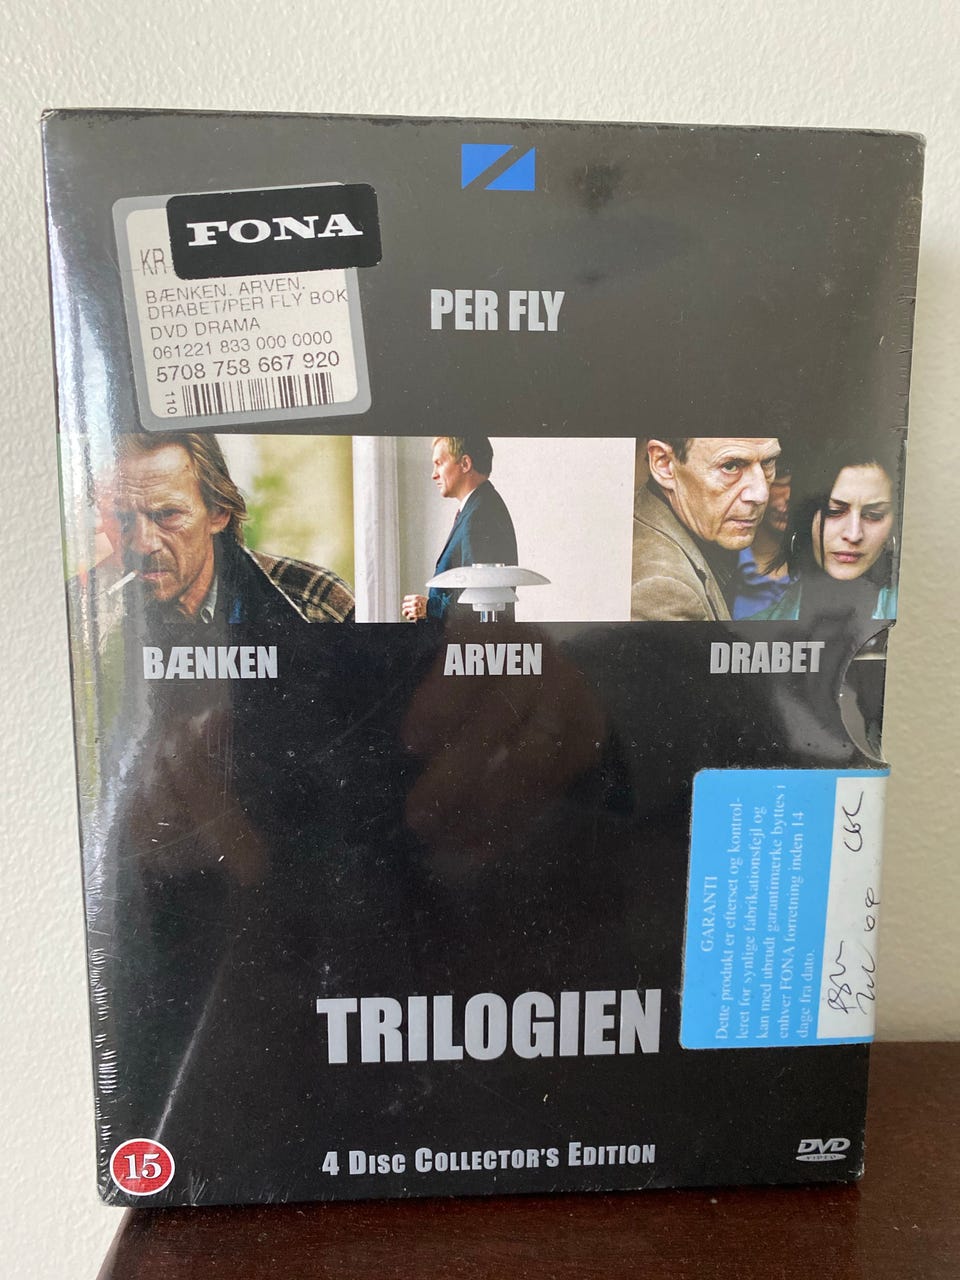 FONA
KR
BÆNKEN, ARVEN,
DRABET/PER FLY BOK
DVD DRAMA
061221 833 000 0000
5708 758 667 920
110
PER FLY
BÆNKEN
ARVEN
DRABET
GARANTI
Dette produkt er efterset og kontrol-
leret for synlige fabrikationsfejl og
kan med ubrudt garantimærke byttes i
enhver FONA forretning inden 14
dage fra dato.
TRILOGIEN
4 DISC COLLECTOR'S EDITION
15
DVD
VIDEO